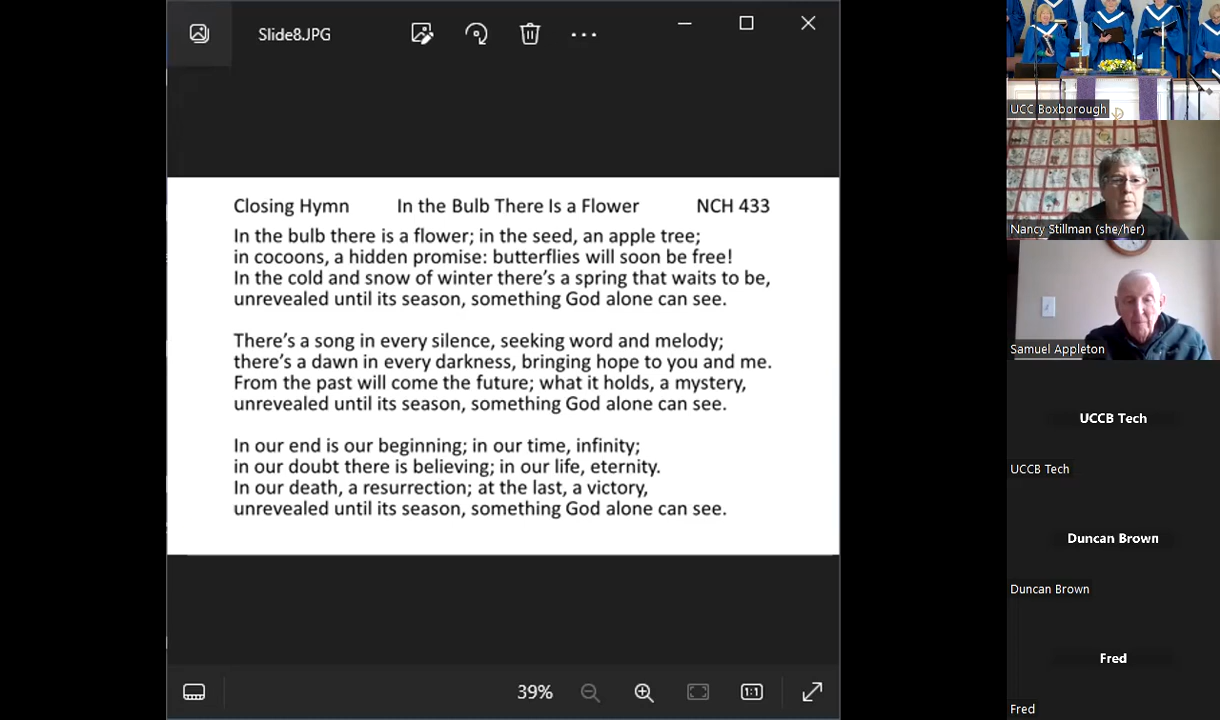 Slide8.JPG
Closing Hymn In the Bulb There Is a Flower NCH 433
In the bulb there is a flower; in the seed, an apple tree;
in cocoons, a hidden promise: butterflies will soon be free!
In the cold and snow of winter there's a spring that waits to be,
unrevealed until its season, something God alone can see.
There's a song in every silence, seeking word and melody;
there's a dawn in every darkness, bringing hope to you and me.
From the past will come the future; what it holds, a mystery,
unrevealed until its season, something God alone can see.
In our end is our beginning; in our time, infinity;
in our doubt there is believing; in our life, eternity.
In our death, a resurrection; at the last, a victory,
unrevealed until its season, something God alone can see.
39%
1:1
UCC Boxborough
Nancy Stillman (she/her)
Samuel Appleton
UCCB Tech
UCCB Tech
Duncan Brown
Duncan Brown
Fred
Fred